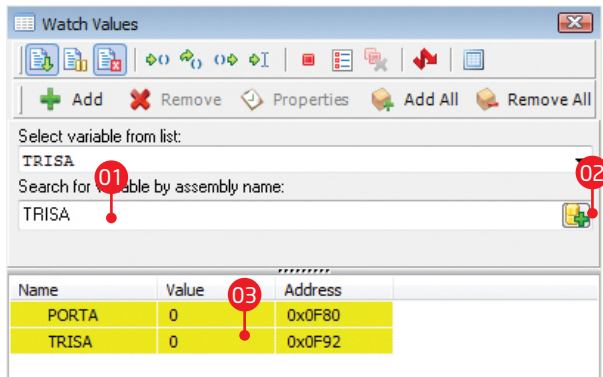 Watch Values
Add Remove Properties Add All Remove All
Select variable from list:
TRISA
01
02
Search for variable by assembly name:
TRISA
Name Value Address
03
PORTA 0 0x0F80
TRISA 0 0x0F92